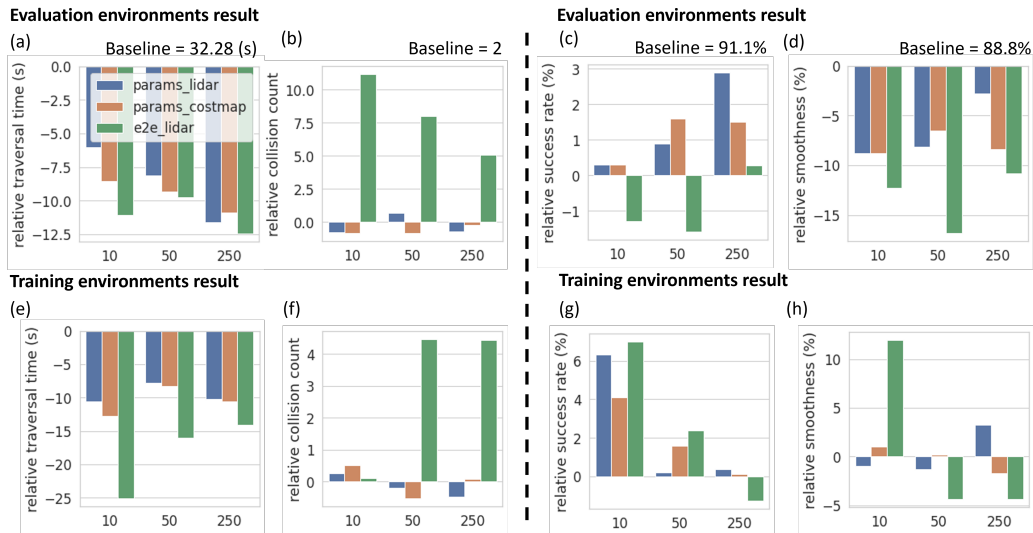 Evaluation environments result
(a)
Baseline = 32.28 (s)
relative traversal time (s)
0.0
−2.5
−5.0
−7.5
−10.0
−12.5
params_lidar
params_costmap
e2e_lidar
10 50 250
(b)
Baseline = 2
relative collision count
10.0
7.5
5.0
2.5
0.0
10 50 250
Evaluation environments result
(c)
Baseline = 91.1%
relative success rate (%)
3
2
1
0
−1
10 50 250
(d)
Baseline = 88.8%
relative smoothness (%)
0
−5
−10
−15
10 50 250
Training environments result
(e)
relative traversal time (s)
0
−5
−10
−15
−20
−25
10 50 250
(f)
relative collision count
4
3
2
1
0
10 50 250
Training environments result
(g)
relative success rate (%)
6
4
2
0
10 50 250
(h)
relative smoothness (%)
10
5
0
−5
10 50 250